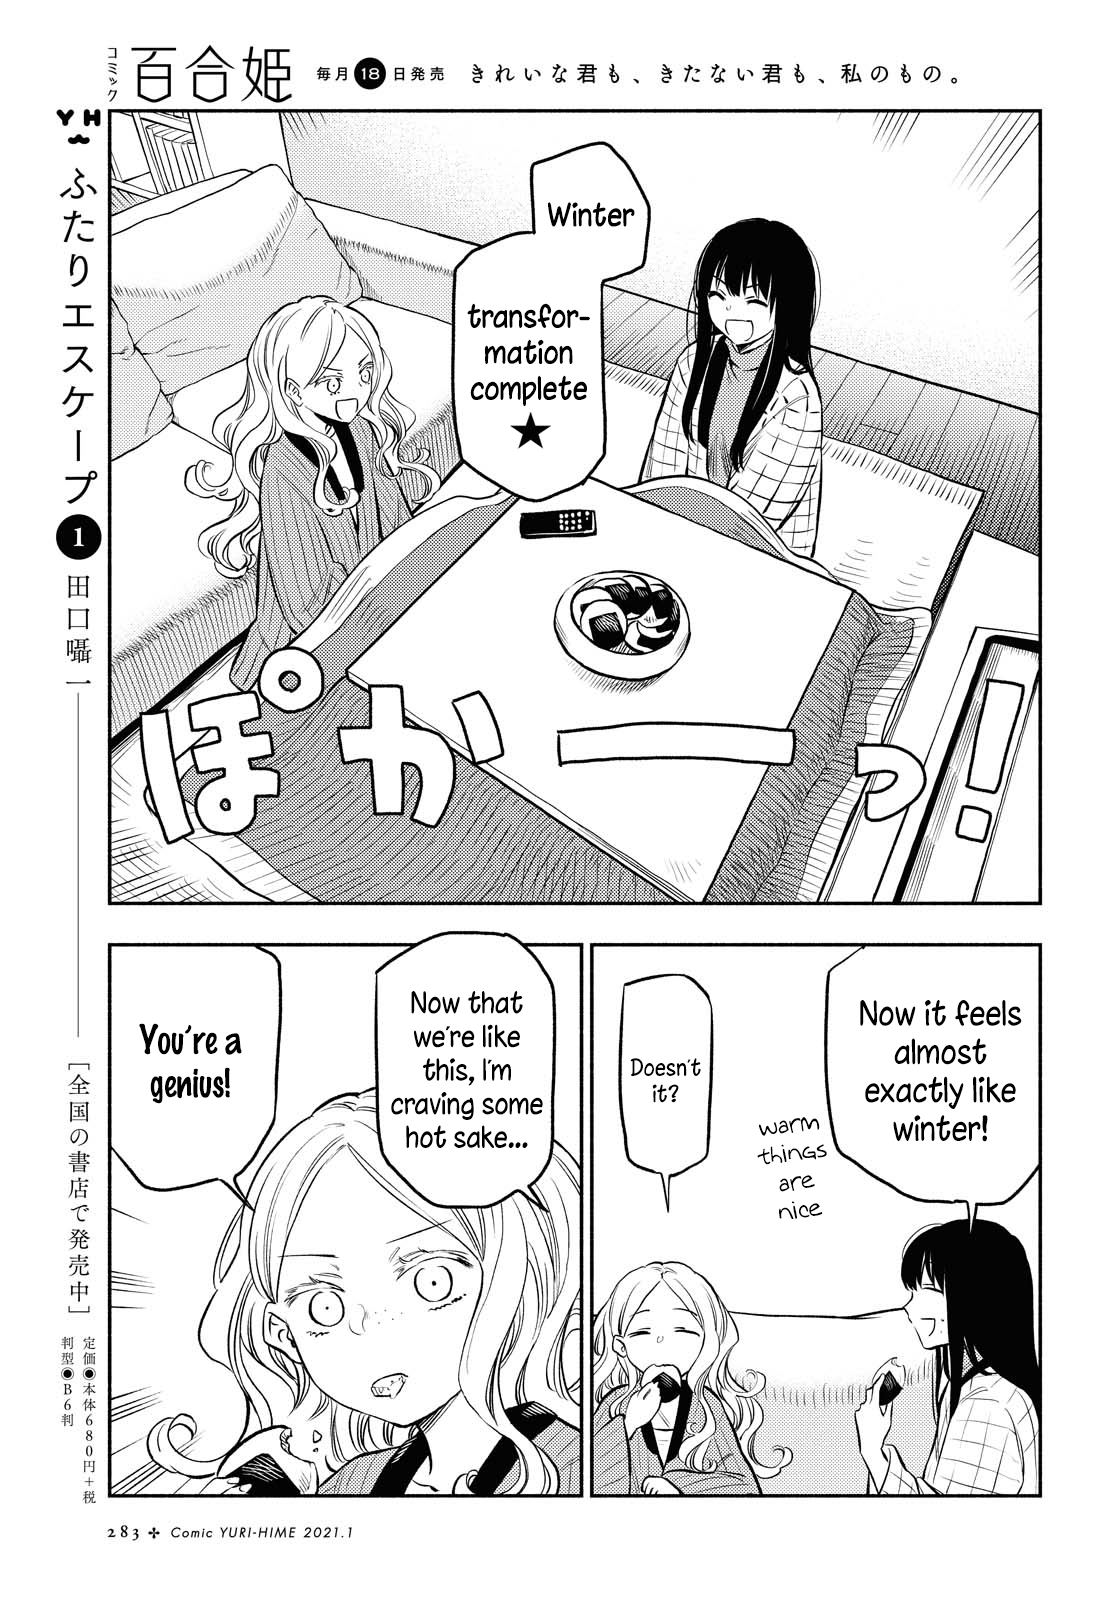 コミック
百合姫
毎月18日発売
きれいな君も、きたない君も、私のもの。
YH
ふたりエスケープ
1
田口囁一
[全国の書店で発売中]
定価◉本体680円+税
判型◉B6判
Winter
transfor-
mation
complete
★
ぽかーっ
Now it feels
almost
exactly like
winter!
Doesn't
it?
warm
things
are
nice
Now that
we're like
this, I'm
craving some
hot sake...
You're a
genius!
283 ✣ Comic YURI-HIME 2021.1